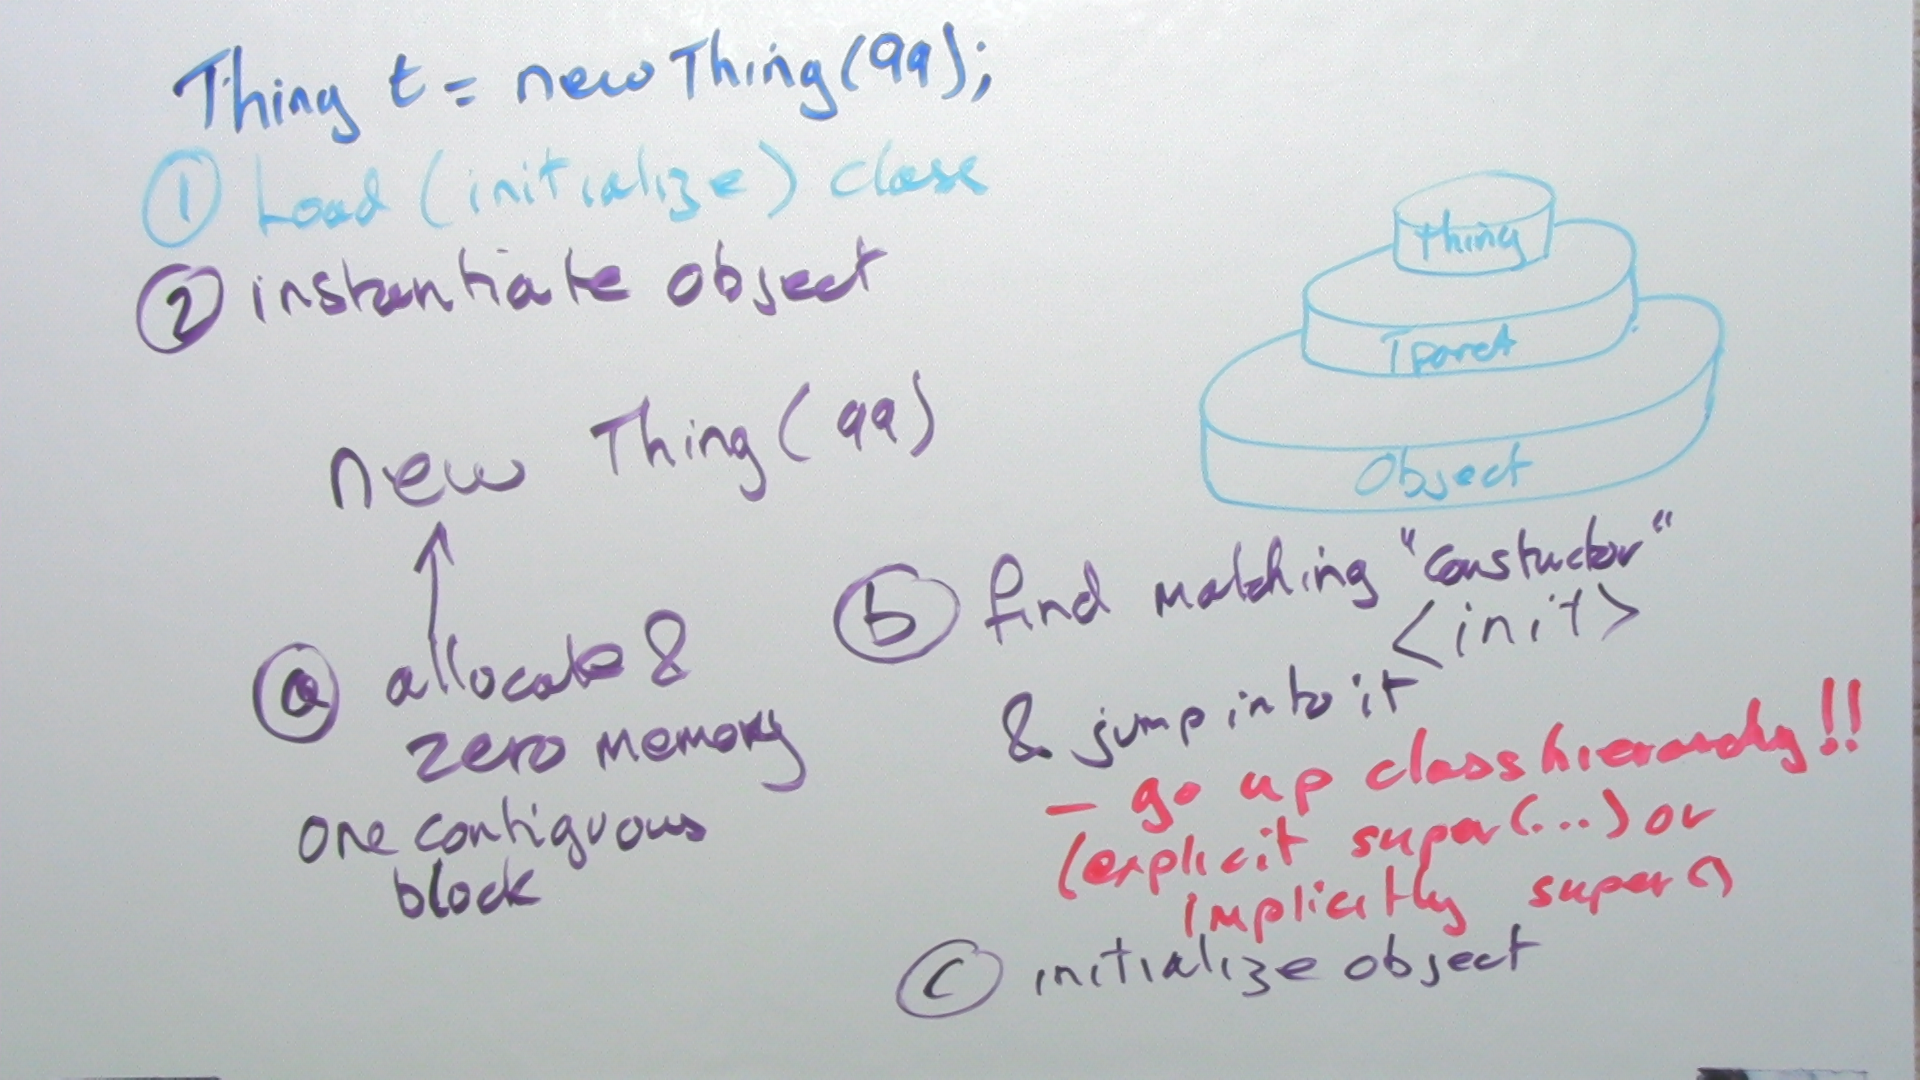 Thing t = new Thing(99);
① Load (initialize) class
② instantiate object
Thing
Tparet
Object
new Thing(99)
ⓐ allocate &
zero memory
one contiguous
block
ⓑ find matching "constuctor"
<init>
& jump into it
- go up class hierarchy!!
(explicit super(...) or
implicitly super()
ⓒ initialize object